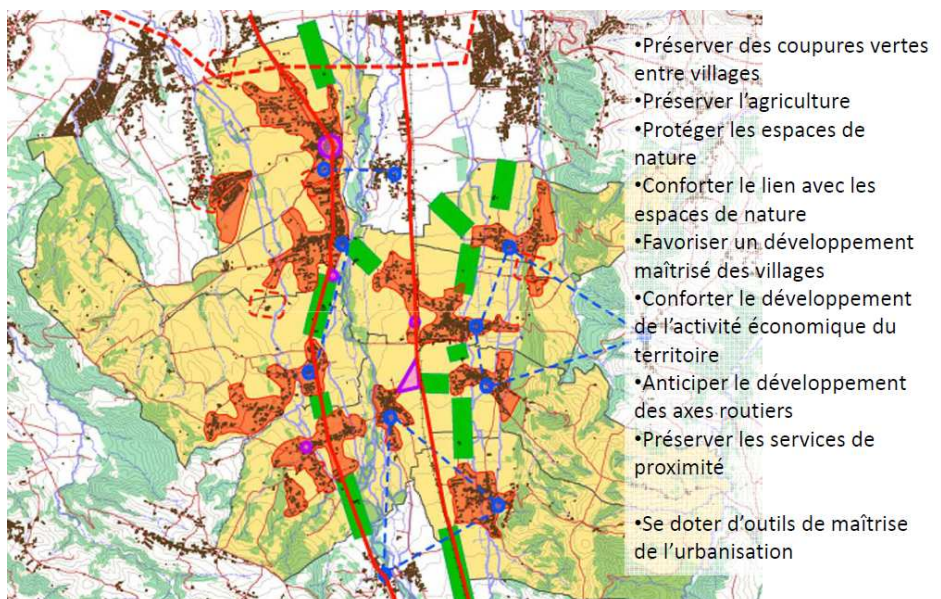 •Préserver des coupures vertes
entre villages
•Préserver l'agriculture
•Protéger les espaces de
nature
•Conforter le lien avec les
espaces de nature
•Favoriser un développement
maîtrisé des villages
•Conforter le développement
de l'activité économique du
territoire
•Anticiper le développement
des axes routiers
•Préserver les services de
proximité
•Se doter d'outils de maîtrise
de l'urbanisation